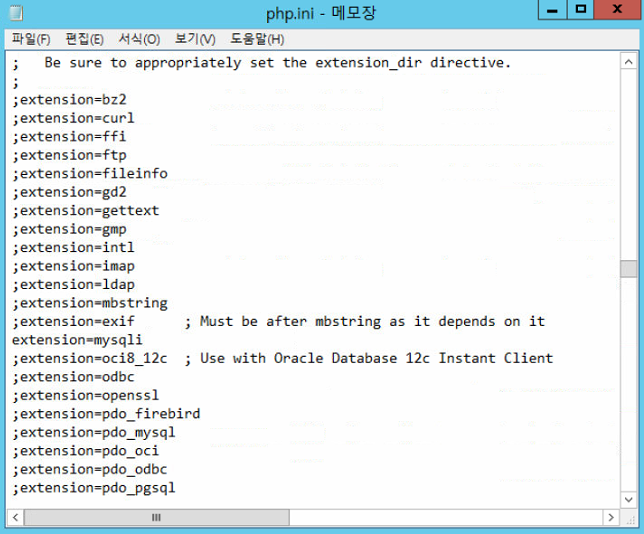 php.ini - 메모장
파일(F) 편집(E) 서식(O) 보기(V) 도움말(H)
;   Be sure to appropriately set the extension_dir directive.
;
;extension=bz2
;extension=curl
;extension=ffi
;extension=ftp
;extension=fileinfo
;extension=gd2
;extension=gettext
;extension=gmp
;extension=intl
;extension=imap
;extension=ldap
;extension=mbstring
;extension=exif      ; Must be after mbstring as it depends on it
extension=mysqli
;extension=oci8_12c  ; Use with Oracle Database 12c Instant Client
;extension=odbc
;extension=openssl
;extension=pdo_firebird
;extension=pdo_mysql
;extension=pdo_oci
;extension=pdo_odbc
;extension=pdo_pgsql